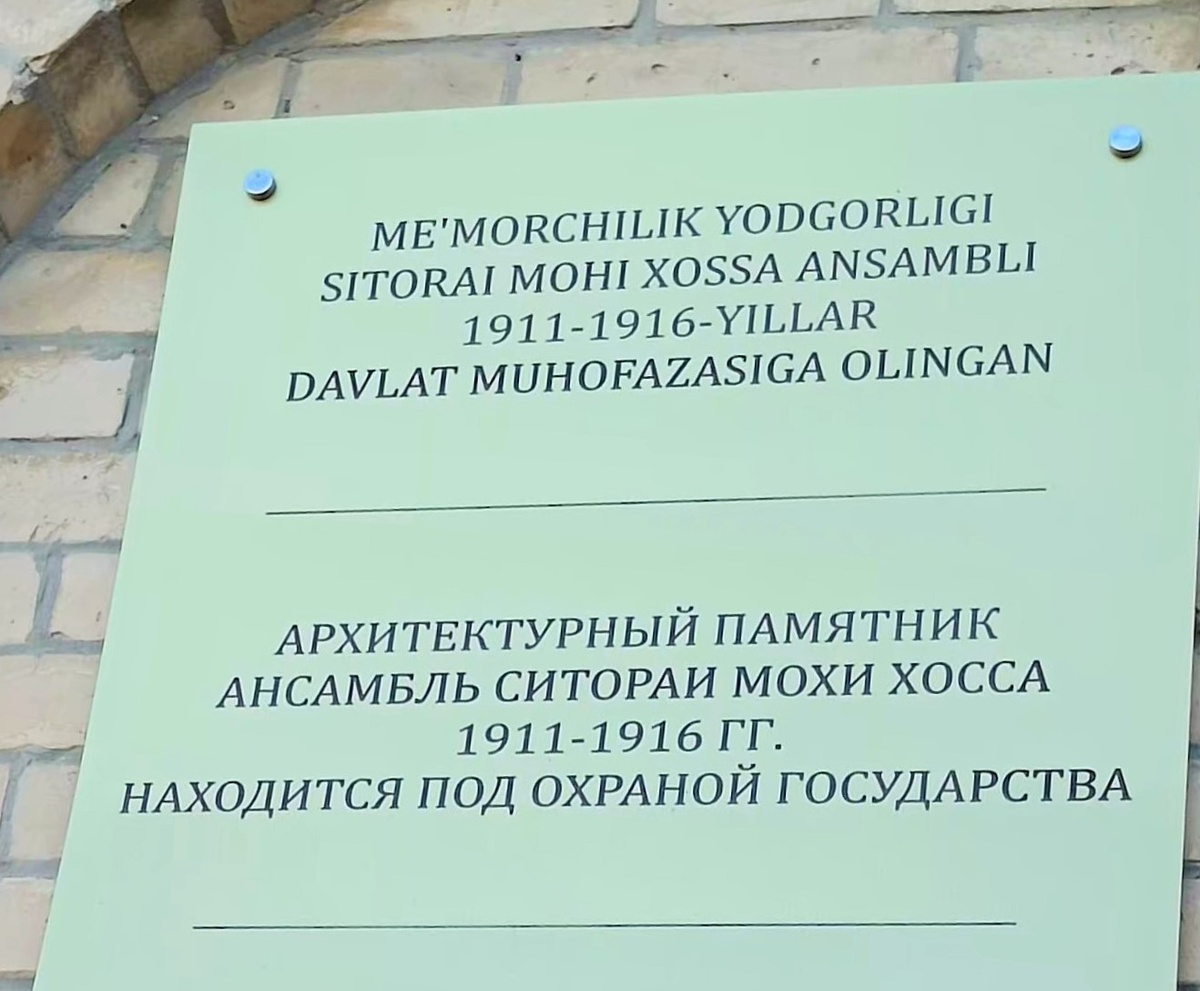 ME'MORCHILIK YODGORLIGI
SITORAI MOHI XOSSA ANSAMBLI
1911-1916-YILLAR
DAVLAT MUHOFAZASIGA OLINGAN
АРХИТЕКТУРНЫЙ ПАМЯТНИК
АНСАМБЛЬ СИТОРАИ МОХИ ХОССА
1911-1916 ГГ.
НАХОДИТСЯ ПОД ОХРАНОЙ ГОСУДАРСТВА